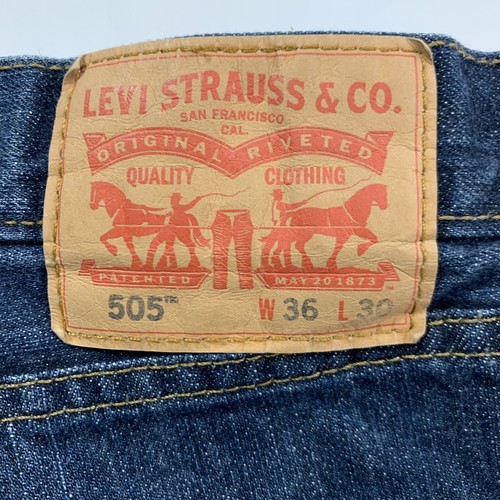 LEVI STRAUSS & CO.
SAN FRANCISCO
CAL.
ORIGINAL RIVETED
QUALITY CLOTHING
PATENTED MAY 20 1873
505™ W 36 L 30